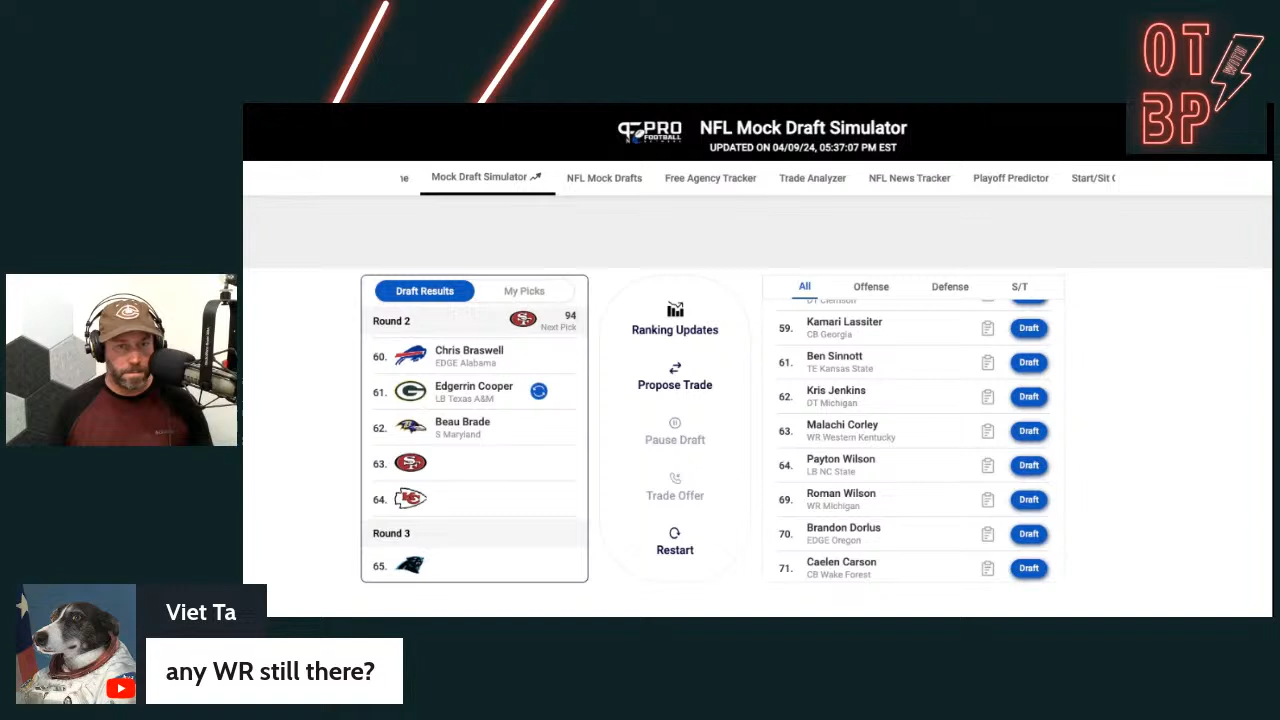 OT
WITH
BP
PRO
FOOTBALL
NFL Mock Draft Simulator
UPDATED ON 04/09/24, 05:37:07 PM EST
ne
Mock Draft Simulator
NFL Mock Drafts
Free Agency Tracker
Trade Analyzer
NFL News Tracker
Playoff Predictor
Start/Sit
Draft Results
My Picks
Round 2
94
Next Pick
60. Chris Braswell
EDGE Alabama
61. Edgerrin Cooper
LB Texas A&M
62. Beau Brade
S Maryland
63.
64.
Round 3
65.
Ranking Updates
Propose Trade
Pause Draft
Trade Offer
Restart
All
Offense
Defense
S/T
DT Clemson
59. Kamari Lassiter Draft
CB Georgia
61. Ben Sinnott Draft
TE Kansas State
62. Kris Jenkins Draft
DT Michigan
63. Malachi Corley Draft
WR Western Kentucky
64. Payton Wilson Draft
LB NC State
69. Roman Wilson Draft
WR Michigan
70. Brandon Dorlus Draft
EDGE Oregon
71. Caelen Carson Draft
CB Wake Forest
Viet Ta
any WR still there?